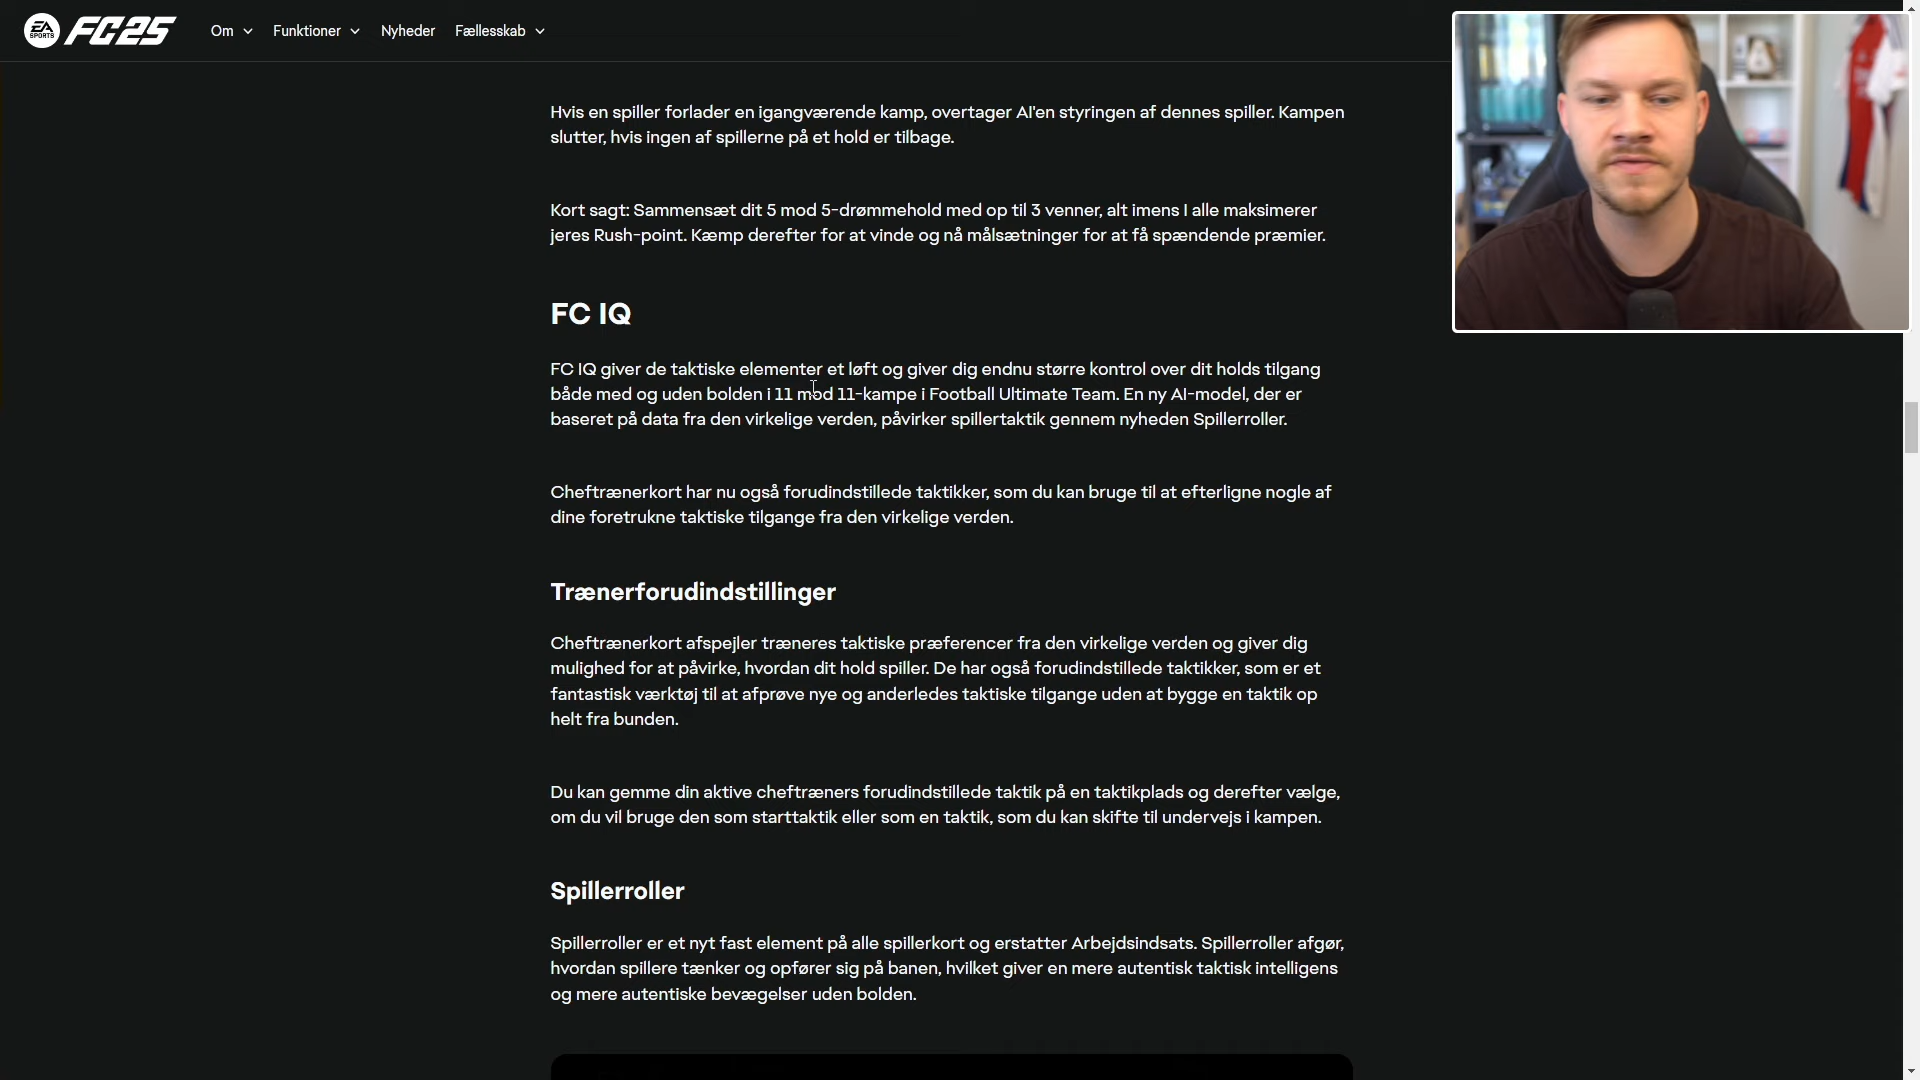 EA SPORTS FC25
Om
Funktioner
Nyheder
Fællesskab
Hvis en spiller forlader en igangværende kamp, overtager AI'en styringen af dennes spiller. Kampen
slutter, hvis ingen af spillerne på et hold er tilbage.
Kort sagt: Sammensæt dit 5 mod 5-drømmehold med op til 3 venner, alt imens I alle maksimerer
jeres Rush-point. Kæmp derefter for at vinde og nå målsætninger for at få spændende præmier.
FC IQ
FC IQ giver de taktiske elementer et løft og giver dig endnu større kontrol over dit holds tilgang
både med og uden bolden i 11 mod 11-kampe i Football Ultimate Team. En ny AI-model, der er
baseret på data fra den virkelige verden, påvirker spillertaktik gennem nyheden Spillerroller.
Cheftrænerkort har nu også forudindstillede taktikker, som du kan bruge til at efterligne nogle af
dine foretrukne taktiske tilgange fra den virkelige verden.
Trænerforudindstillinger
Cheftrænerkort afspejler træneres taktiske præferencer fra den virkelige verden og giver dig
mulighed for at påvirke, hvordan dit hold spiller. De har også forudindstillede taktikker, som er et
fantastisk værktøj til at afprøve nye og anderledes taktiske tilgange uden at bygge en taktik op
helt fra bunden.
Du kan gemme din aktive cheftræners forudindstillede taktik på en taktikplads og derefter vælge,
om du vil bruge den som starttaktik eller som en taktik, som du kan skifte til undervejs i kampen.
Spillerroller
Spillerroller er et nyt fast element på alle spillerkort og erstatter Arbejdsindsats. Spillerroller afgør,
hvordan spillere tænker og opfører sig på banen, hvilket giver en mere autentisk taktisk intelligens
og mere autentiske bevægelser uden bolden.